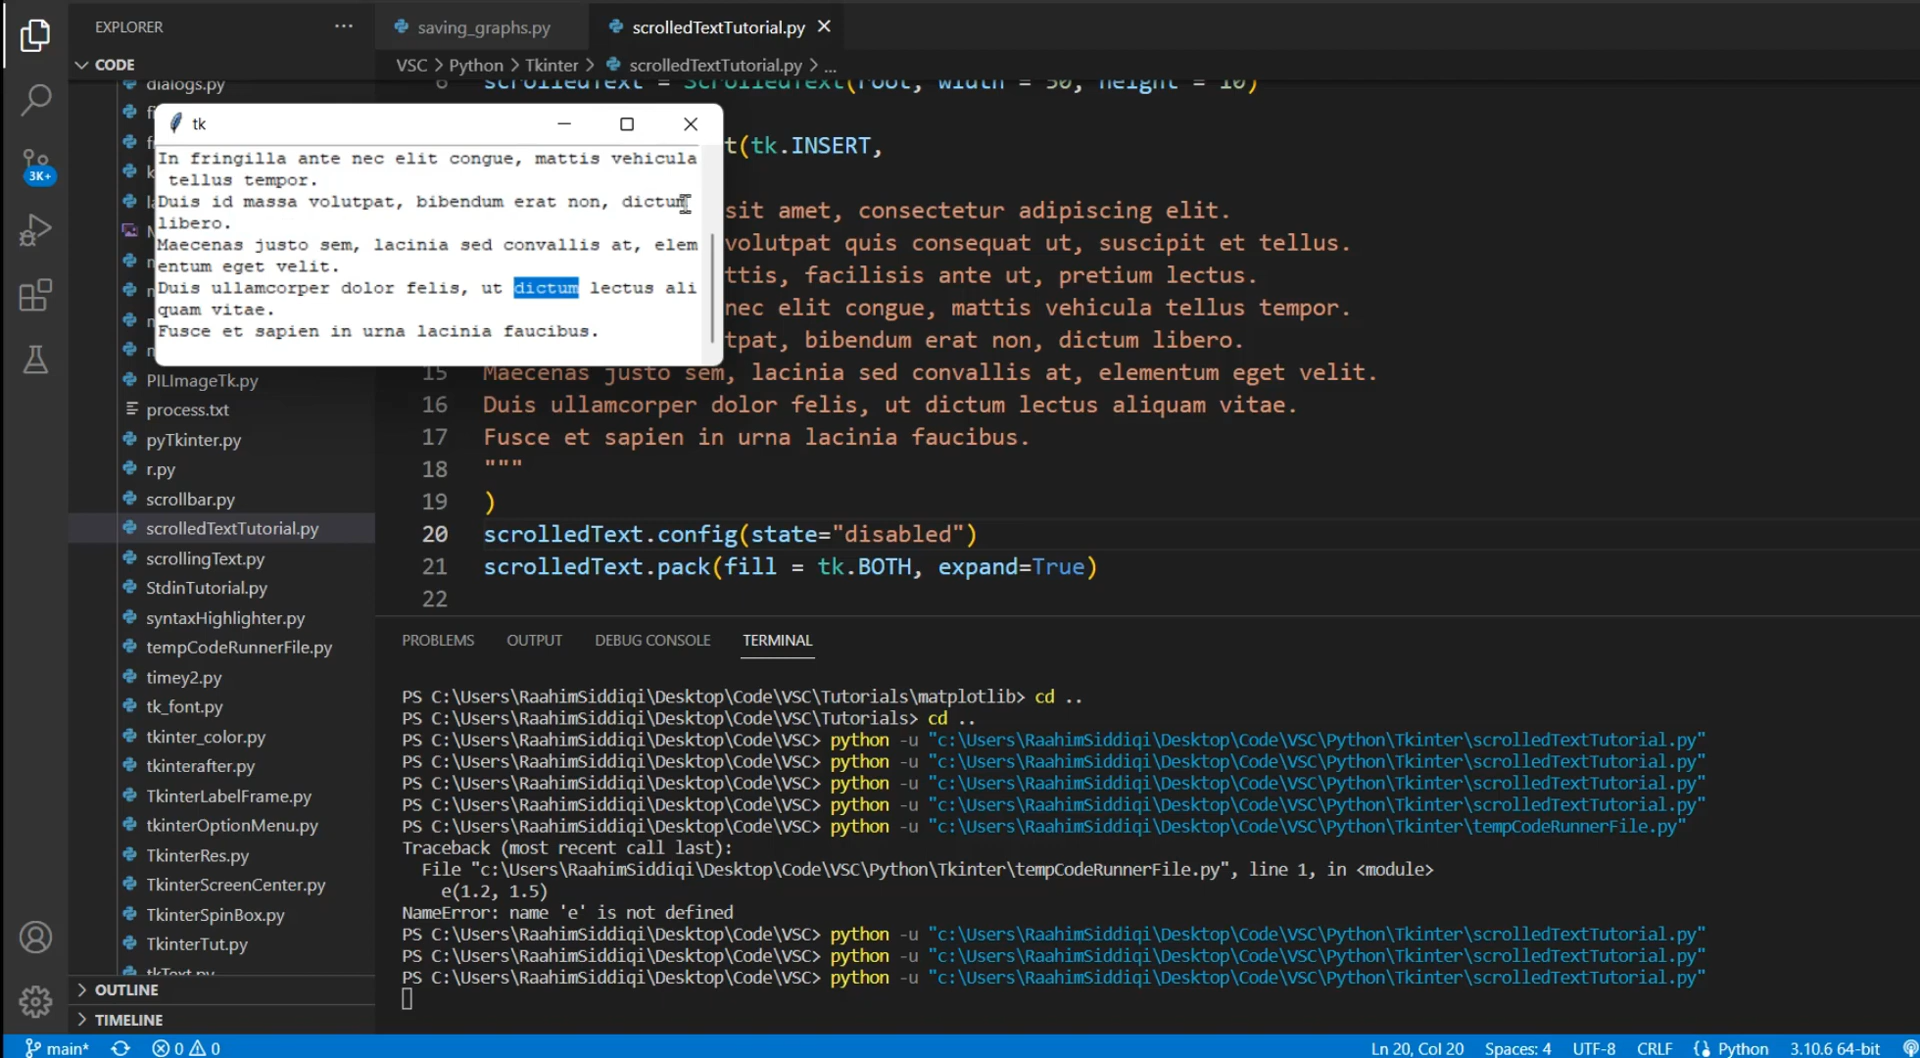 EXPLORER
saving_graphs.py
scrolledTextTutorial.py
CODE
VSC > Python > Tkinter > scrolledTextTutorial.py > ...
dialogs.py
6 scrolledText = ScrolledText(root, width = 50, height = 10)
tk
In fringilla ante nec elit congue, mattis vehicula
tellus tempor.
Duis id massa volutpat, bibendum erat non, dictum
libero.
Maecenas justo sem, lacinia sed convallis at, elem
entum eget velit.
Duis ullamcorper dolor felis, ut dictum lectus ali
quam vitae.
Fusce et sapien in urna lacinia faucibus.
t(tk.INSERT,
sit amet, consectetur adipiscing elit.
volutpat quis consequat ut, suscipit et tellus.
ttis, facilisis ante ut, pretium lectus.
nec elit congue, mattis vehicula tellus tempor.
tpat, bibendum erat non, dictum libero.
15 Maecenas justo sem, lacinia sed convallis at, elementum eget velit.
16 Duis ullamcorper dolor felis, ut dictum lectus aliquam vitae.
17 Fusce et sapien in urna lacinia faucibus.
18 """
19 )
20 scrolledText.config(state="disabled")
21 scrolledText.pack(fill = tk.BOTH, expand=True)
22
3K+
PILImageTk.py
process.txt
pyTkinter.py
r.py
scrollbar.py
scrolledTextTutorial.py
scrollingText.py
StdinTutorial.py
syntaxHighlighter.py
tempCodeRunnerFile.py
timey2.py
tk_font.py
tkinter_color.py
tkinterafter.py
TkinterLabelFrame.py
tkinterOptionMenu.py
TkinterRes.py
TkinterScreenCenter.py
TkinterSpinBox.py
TkinterTut.py
tkText.py
OUTLINE
TIMELINE
PROBLEMS OUTPUT DEBUG CONSOLE TERMINAL
PS C:\Users\RaahimSiddiqi\Desktop\Code\VSC\Tutorials\matplotlib> cd ..
PS C:\Users\RaahimSiddiqi\Desktop\Code\VSC\Tutorials> cd ..
PS C:\Users\RaahimSiddiqi\Desktop\Code\VSC> python -u "c:\Users\RaahimSiddiqi\Desktop\Code\VSC\Python\Tkinter\scrolledTextTutorial.py"
PS C:\Users\RaahimSiddiqi\Desktop\Code\VSC> python -u "c:\Users\RaahimSiddiqi\Desktop\Code\VSC\Python\Tkinter\scrolledTextTutorial.py"
PS C:\Users\RaahimSiddiqi\Desktop\Code\VSC> python -u "c:\Users\RaahimSiddiqi\Desktop\Code\VSC\Python\Tkinter\scrolledTextTutorial.py"
PS C:\Users\RaahimSiddiqi\Desktop\Code\VSC> python -u "c:\Users\RaahimSiddiqi\Desktop\Code\VSC\Python\Tkinter\scrolledTextTutorial.py"
PS C:\Users\RaahimSiddiqi\Desktop\Code\VSC> python -u "c:\Users\RaahimSiddiqi\Desktop\Code\VSC\Python\Tkinter\tempCodeRunnerFile.py"
Traceback (most recent call last):
File "c:\Users\RaahimSiddiqi\Desktop\Code\VSC\Python\Tkinter\tempCodeRunnerFile.py", line 1, in <module>
e(1.2, 1.5)
NameError: name 'e' is not defined
PS C:\Users\RaahimSiddiqi\Desktop\Code\VSC> python -u "c:\Users\RaahimSiddiqi\Desktop\Code\VSC\Python\Tkinter\scrolledTextTutorial.py"
PS C:\Users\RaahimSiddiqi\Desktop\Code\VSC> python -u "c:\Users\RaahimSiddiqi\Desktop\Code\VSC\Python\Tkinter\scrolledTextTutorial.py"
PS C:\Users\RaahimSiddiqi\Desktop\Code\VSC> python -u "c:\Users\RaahimSiddiqi\Desktop\Code\VSC\Python\Tkinter\scrolledTextTutorial.py"
main* 0 0 Ln 20, Col 20 Spaces: 4 UTF-8 CRLF Python 3.10.6 64-bit